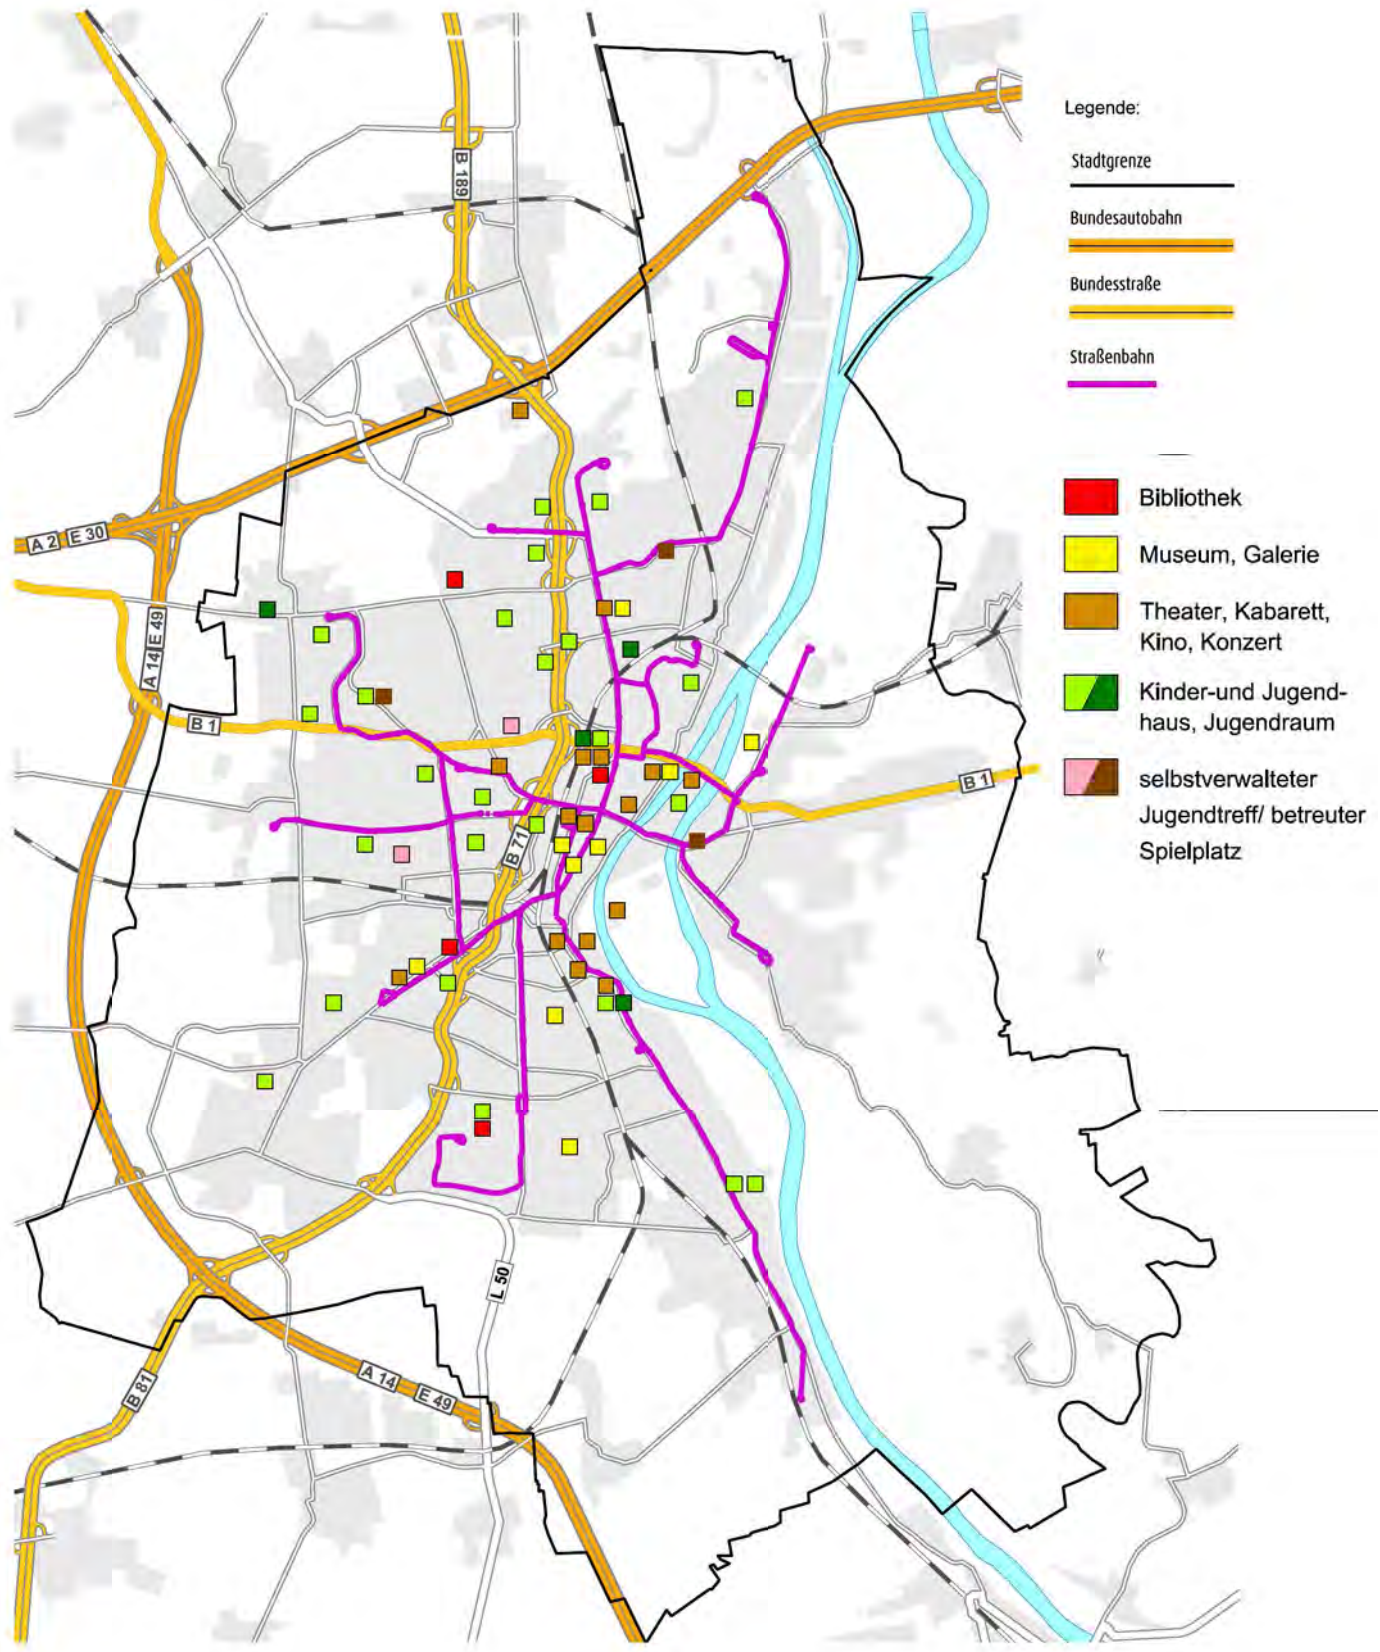 Legende:
Stadtgrenze
Bundesautobahn
Bundesstraße
Straßenbahn
Bibliothek
Museum, Galerie
Theater, Kabarett,
Kino, Konzert
Kinder-und Jugend-
haus, Jugendraum
selbstverwalteter
Jugendtreff/ betreuter
Spielplatz
B 189
A 2
E 30
A 14
E 49
B 1
B 1
B 71
L 50
A 14
E 49
B 81